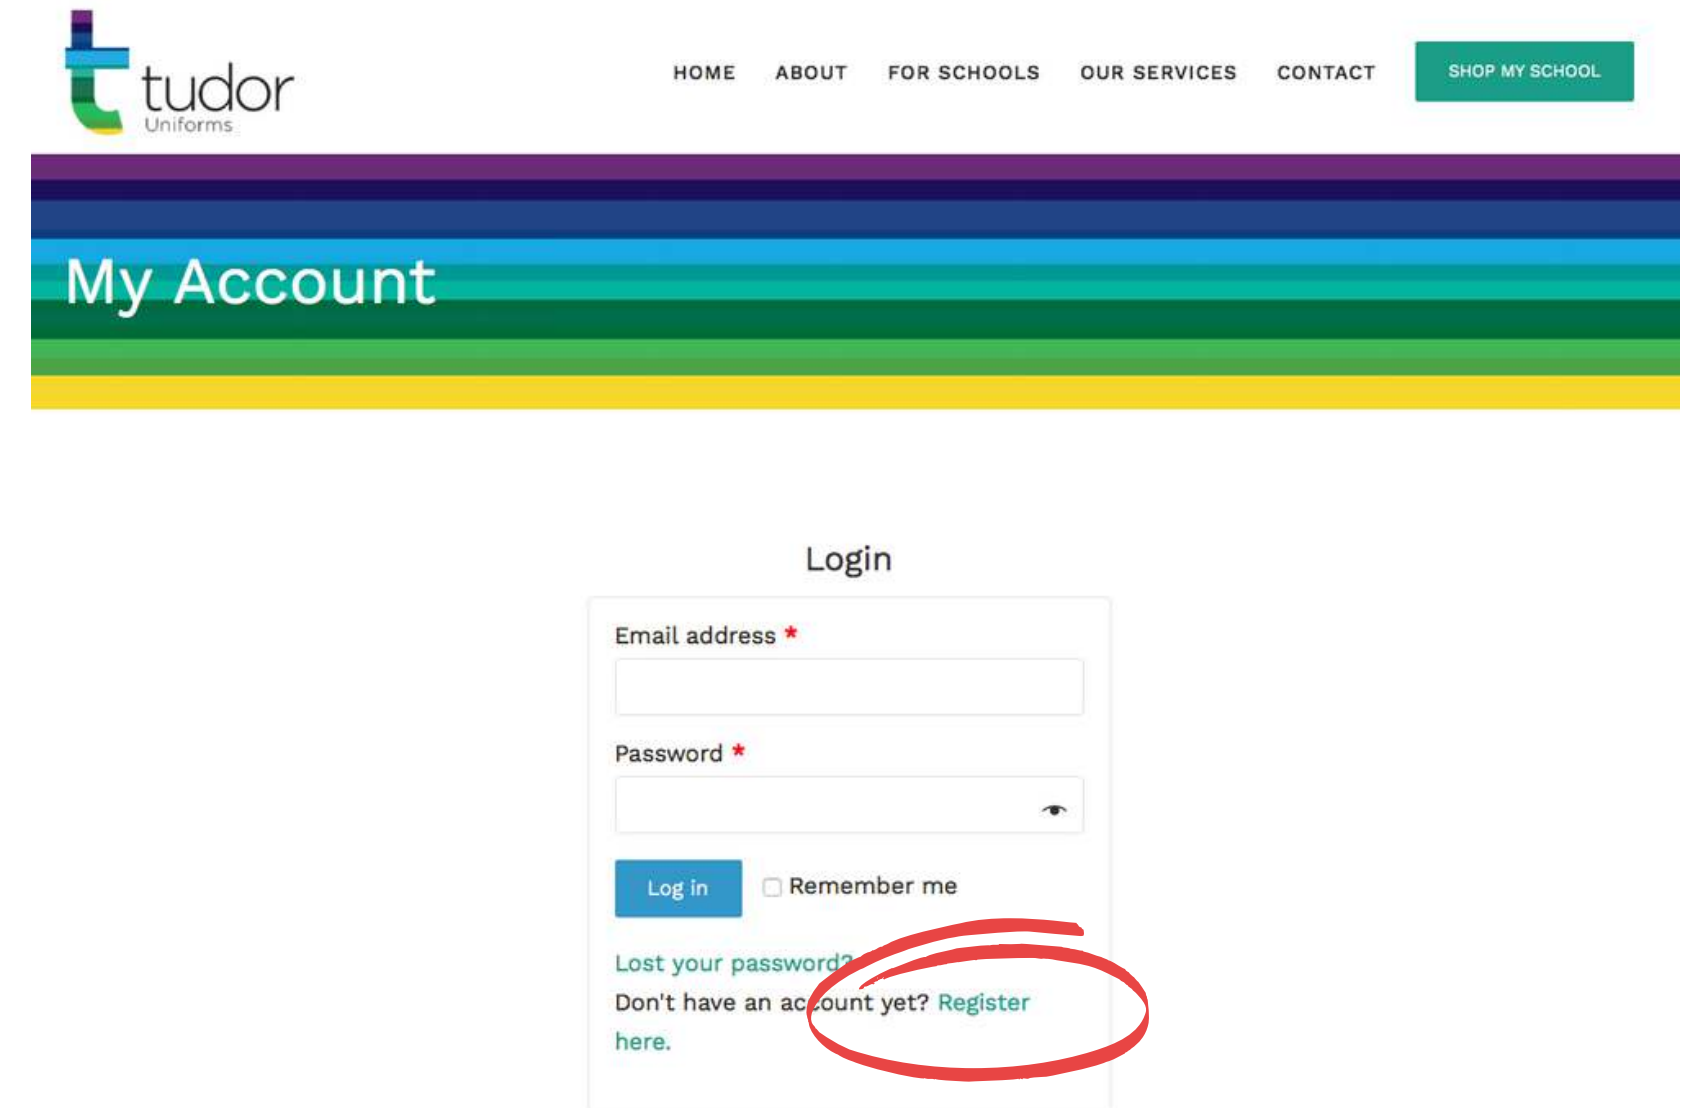 tudor
Uniforms
HOME ABOUT FOR SCHOOLS OUR SERVICES CONTACT SHOP MY SCHOOL
My Account
Login
Email address *
Password *
Log in Remember me
Lost your password?
Don't have an account yet? Register
here.